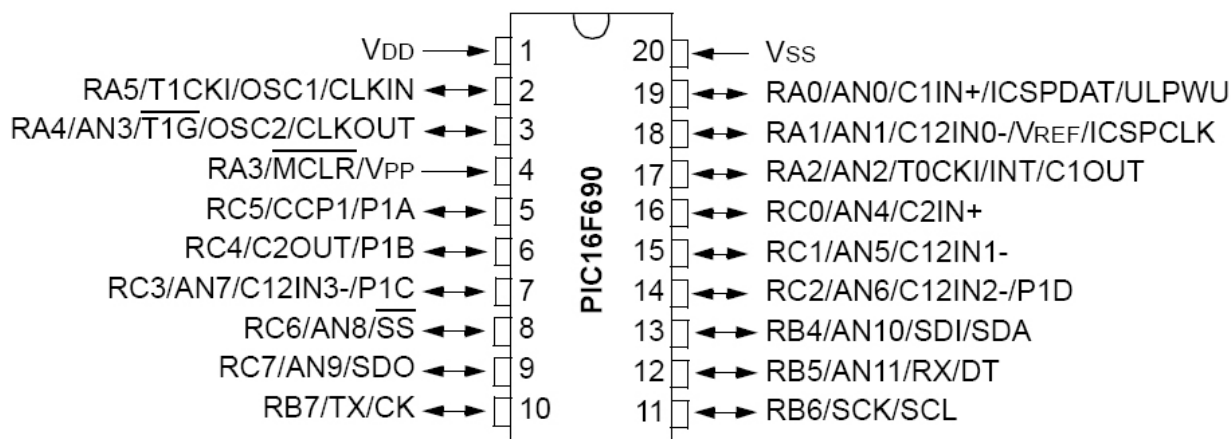 VDD 1
RA5/T1CKI/OSC1/CLKIN 2
RA4/AN3/T1G/OSC2/CLKOUT 3
RA3/MCLR/VPP 4
RC5/CCP1/P1A 5
RC4/C2OUT/P1B 6
RC3/AN7/C12IN3-/P1C 7
RC6/AN8/SS 8
RC7/AN9/SDO 9
RB7/TX/CK 10
PIC16F690
20 VSS
19 RA0/AN0/C1IN+/ICSPDAT/ULPWU
18 RA1/AN1/C12IN0-/VREF/ICSPCLK
17 RA2/AN2/T0CKI/INT/C1OUT
16 RC0/AN4/C2IN+
15 RC1/AN5/C12IN1-
14 RC2/AN6/C12IN2-/P1D
13 RB4/AN10/SDI/SDA
12 RB5/AN11/RX/DT
11 RB6/SCK/SCL